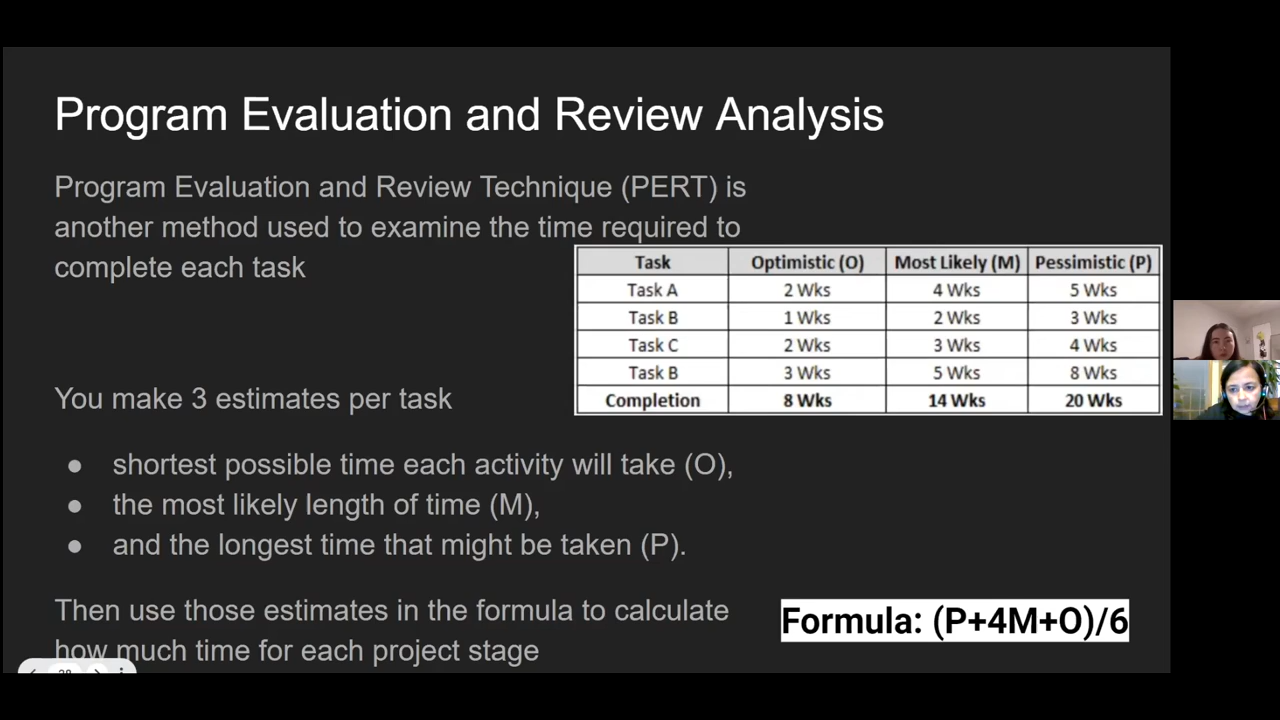 Program Evaluation and Review Analysis
Program Evaluation and Review Technique (PERT) is
another method used to examine the time required to
complete each task
Task Optimistic (O) Most Likely (M) Pessimistic (P)
Task A 2 Wks 4 Wks 5 Wks
Task B 1 Wks 2 Wks 3 Wks
Task C 2 Wks 3 Wks 4 Wks
Task B 3 Wks 5 Wks 8 Wks
Completion 8 Wks 14 Wks 20 Wks
You make 3 estimates per task
● shortest possible time each activity will take (O),
● the most likely length of time (M),
● and the longest time that might be taken (P).
Then use those estimates in the formula to calculate
how much time for each project stage
Formula: (P+4M+O)/6